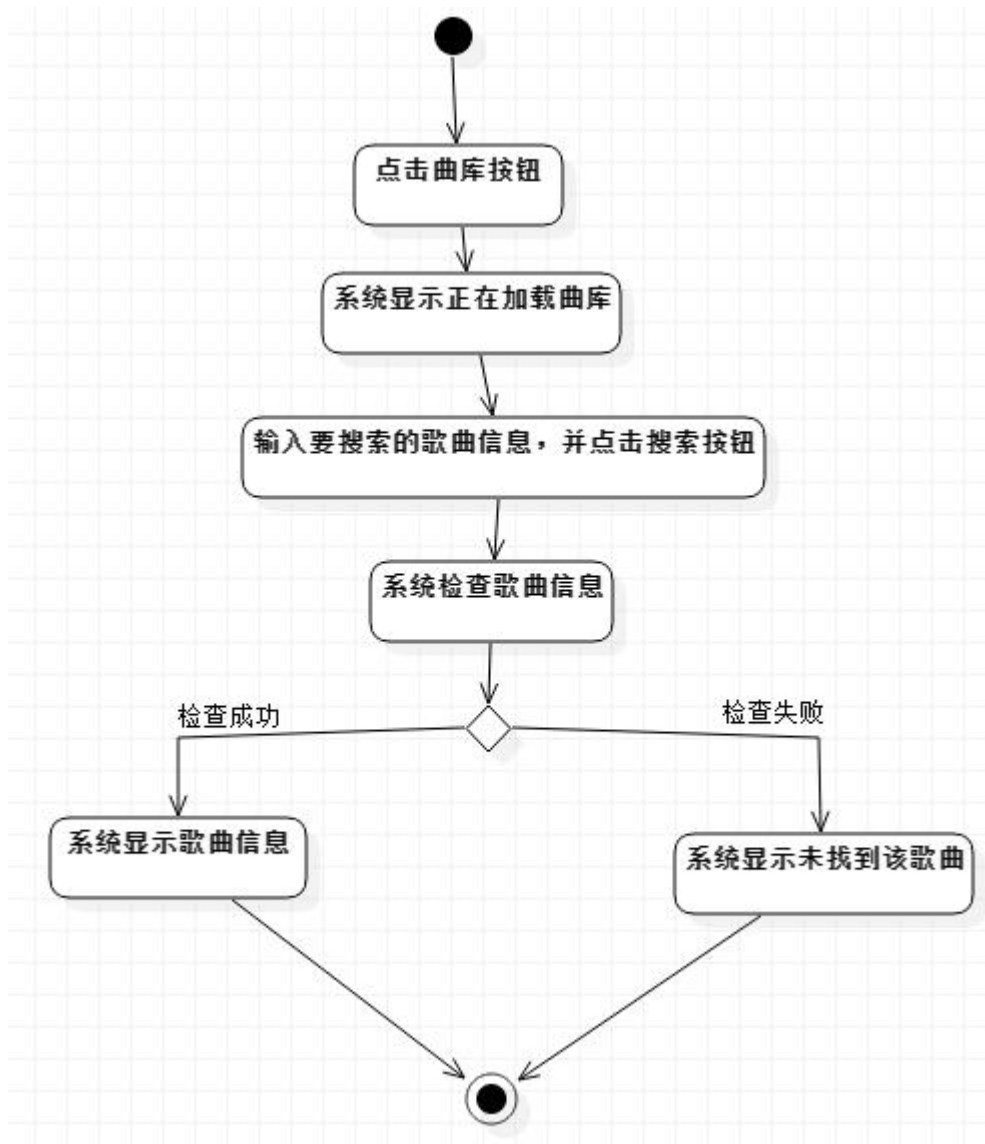 点击曲库按钮
系统显示正在加载曲库
输入要搜索的歌曲信息，并点击搜索按钮
系统检查歌曲信息
检查成功
检查失败
系统显示歌曲信息
系统显示未找到该歌曲